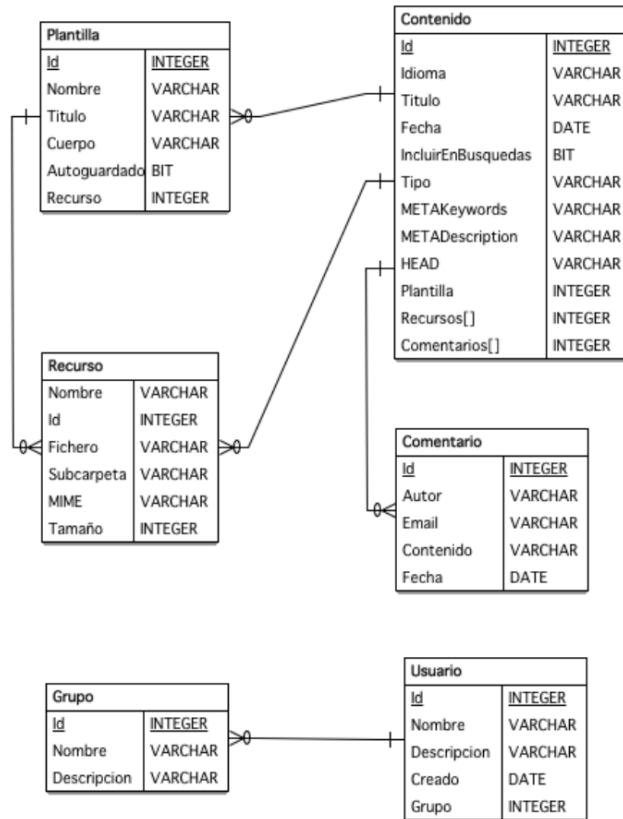 Plantilla
Id INTEGER
Nombre VARCHAR
Titulo VARCHAR
Cuerpo VARCHAR
Autoguardado BIT
Recurso INTEGER
Contenido
Id INTEGER
Idioma VARCHAR
Titulo VARCHAR
Fecha DATE
IncluirEnBusquedas BIT
Tipo VARCHAR
METAKeywords VARCHAR
METADescription VARCHAR
HEAD VARCHAR
Plantilla INTEGER
Recursos[] INTEGER
Comentarios[] INTEGER
Recurso
Nombre VARCHAR
Id INTEGER
Fichero VARCHAR
Subcarpeta VARCHAR
MIME VARCHAR
Tamaño INTEGER
Comentario
Id INTEGER
Autor VARCHAR
Email VARCHAR
Contenido VARCHAR
Fecha DATE
Grupo
Id INTEGER
Nombre VARCHAR
Descripcion VARCHAR
Usuario
Id INTEGER
Nombre VARCHAR
Descripcion VARCHAR
Creado DATE
Grupo INTEGER